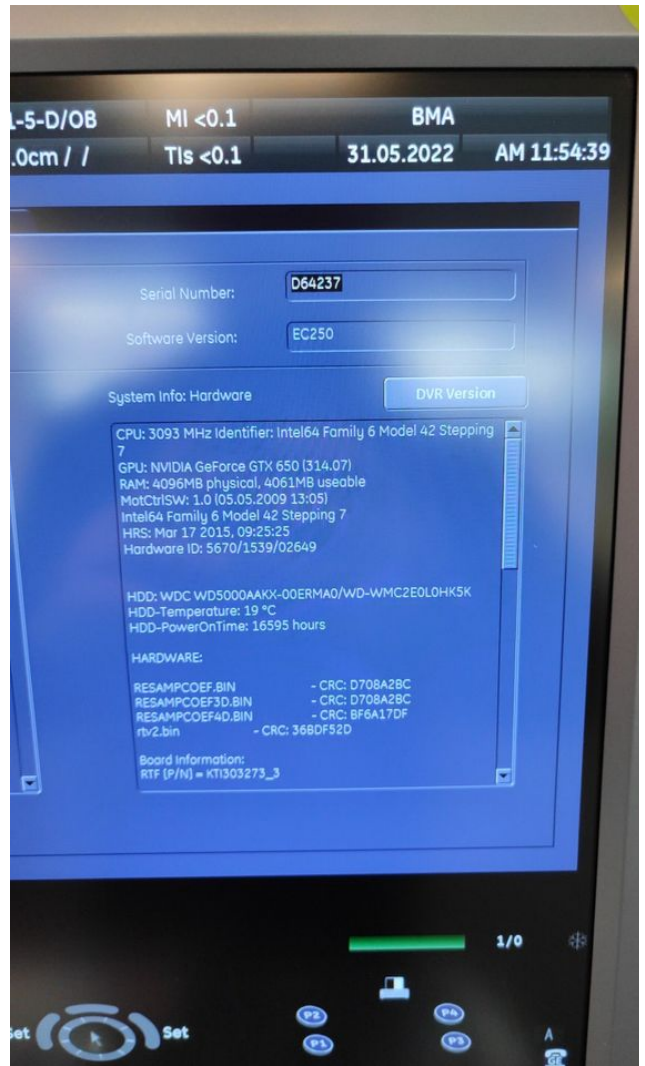 1-5-D/OB MI <0.1 BMA
.0cm / / TIs <0.1 31.05.2022 AM 11:54:39
Serial Number: D64237
Software Version: EC250
System Info: Hardware DVR Version
CPU: 3093 MHz Identifier: Intel64 Family 6 Model 42 Stepping
7
GPU: NVIDIA GeForce GTX 650 (314.07)
RAM: 4096MB physical, 4061MB useable
MotCtrlSW: 1.0 (05.05.2009 13:05)
Intel64 Family 6 Model 42 Stepping 7
HRS: Mar 17 2015, 09:25:25
Hardware ID: 5670/1539/02649
HDD: WDC WD5000AAKX-00ERMA0/WD-WMC2E0L0HK5K
HDD-Temperature: 19 °C
HDD-PowerOnTime: 16595 hours
HARDWARE:
RESAMPCOEF.BIN - CRC: D708A2BC
RESAMPCOEF3D.BIN - CRC: D708A2BC
RESAMPCOEF4D.BIN - CRC: BF6A17DF
rtv2.bin - CRC: 36BDF52D
Board Information:
RTF [P/N] = KTI303273_3
1/0
P2 P4
et Set
P1 P3
A
GE